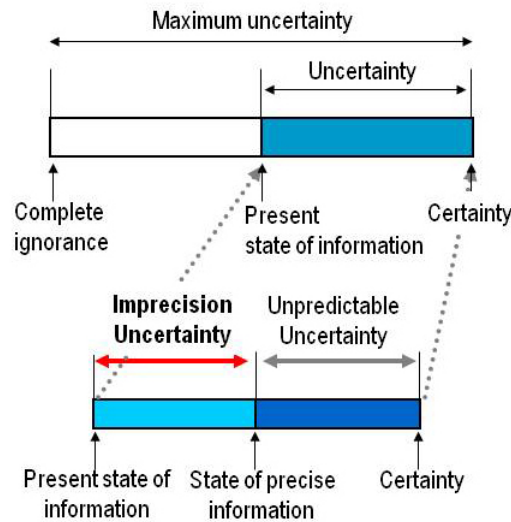 Maximum uncertainty
Uncertainty
Complete
ignorance
Present
state of information
Certainty
Imprecision
Uncertainty
Unpredictable
Uncertainty
Present state of
information
State of precise
information
Certainty